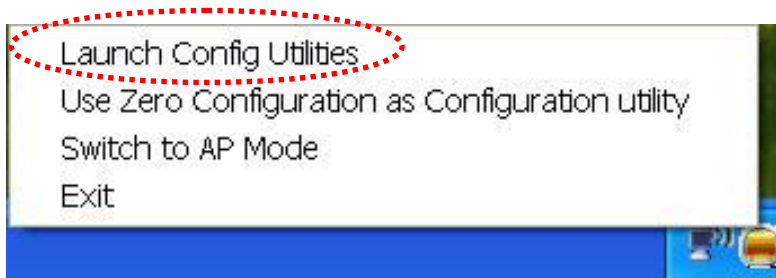 Launch Config Utilities
Use Zero Configuration as Configuration utility
Switch to AP Mode
Exit